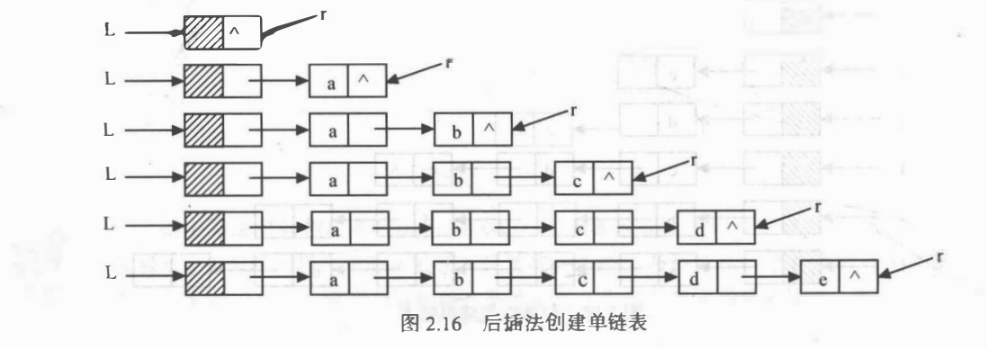 L ^ r
L a ^ r
L a b ^ r
L a b c ^ r
L a b c d ^ r
L a b c d e ^ r
图 2.16 后插法创建单链表